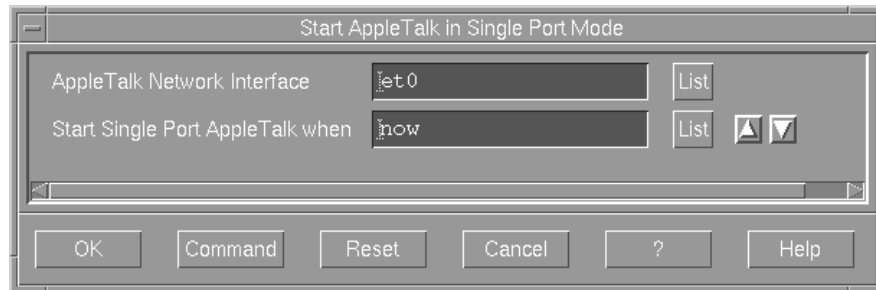 Start AppleTalk in Single Port Mode
AppleTalk Network Interface et0 List
Start Single Port AppleTalk when now List
OK Command Reset Cancel ? Help